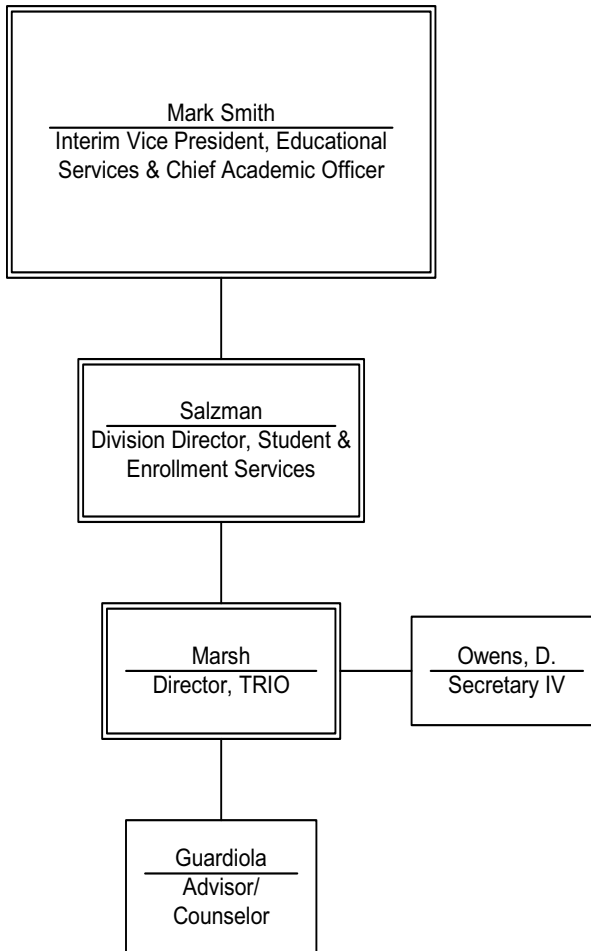 Mark Smith
Interim Vice President, Educational
Services & Chief Academic Officer
Salzman
Division Director, Student &
Enrollment Services
Marsh
Director, TRIO
Owens, D.
Secretary IV
Guardiola
Advisor/
Counselor